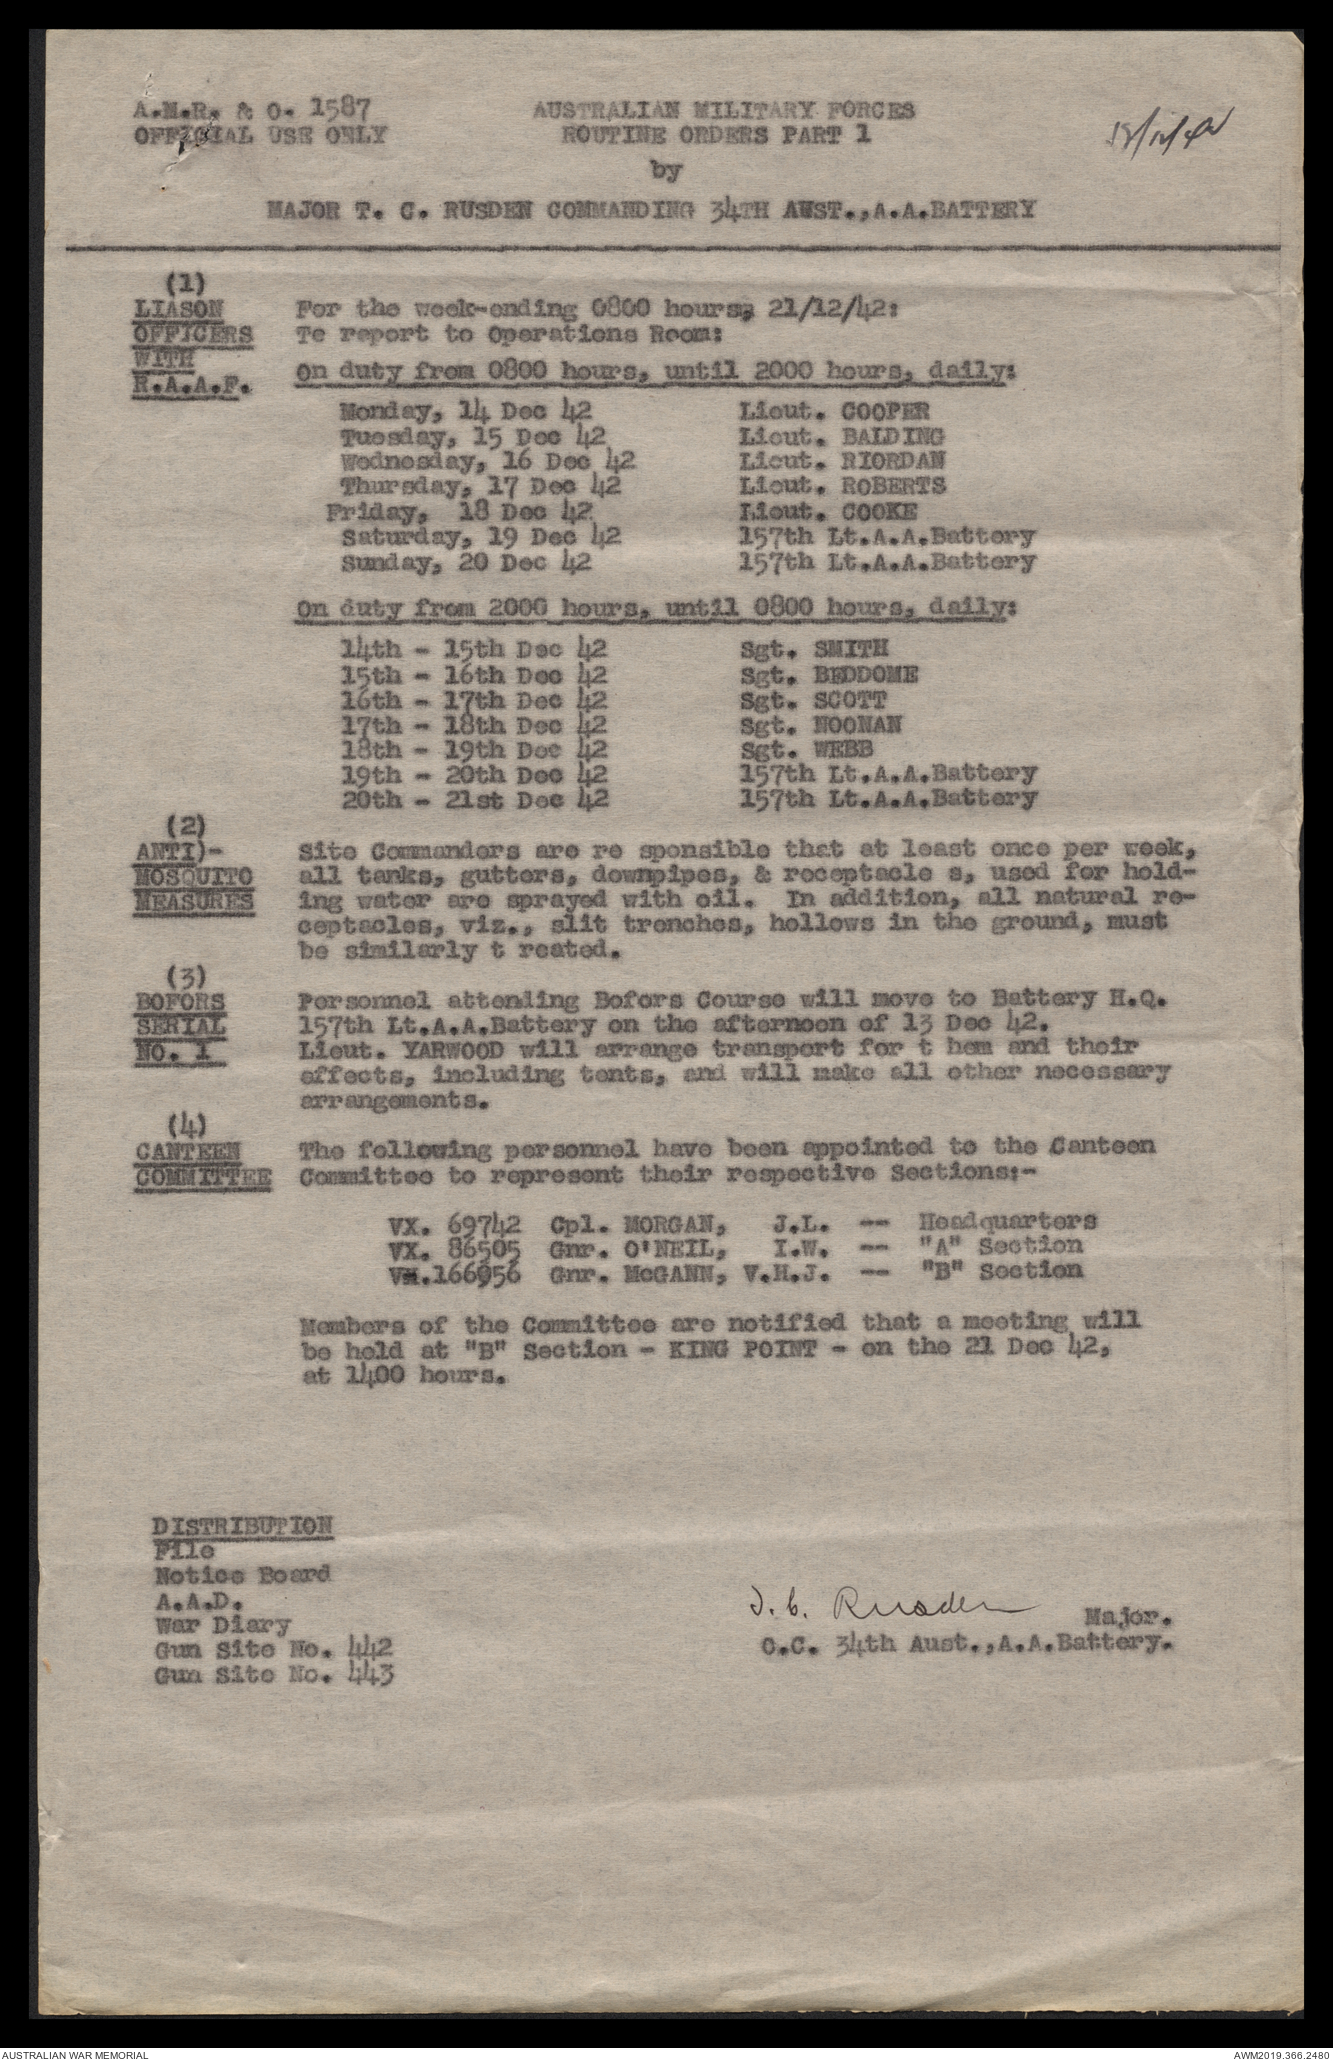 A.M.R. & O. 1587
OFFICIAL USE ONLY
AUSTRALIAN MILITARY FORCES
ROUTINE ORDERS PART 1
by
MAJOR T. C. RUSDEN COMMANDING 34TH AUST.,A.A.BATTERY
(1)
LIASON
OFFICERS
WITH
R.A.A.F.
For the week-ending 0800 hours, 21/12/42:
To report to Operations Room:
On duty from 0800 hours, until 2000 hours, daily:
Monday, 14 Dec 42 Lieut. COOPER
Tuesday, 15 Dec 42 Lieut. BALDING
Wednesday, 16 Dec 42 Lieut. RIORDAN
Thursday, 17 Dec 42 Lieut. ROBERTS
Friday, 18 Dec 42 Lieut. COOKE
Saturday, 19 Dec 42 157th Lt.A.A.Battery
Sunday, 20 Dec 42 157th Lt.A.A.Battery
On duty from 2000 hours, until 0800 hours, daily:
14th - 15th Dec 42 Sgt. SMITH
15th - 16th Dec 42 Sgt. BEDDOME
16th - 17th Dec 42 Sgt. SCOTT
17th - 18th Dec 42 Sgt. NOONAN
18th - 19th Dec 42 Sgt. WEBB
19th - 20th Dec 42 157th Lt.A.A.Battery
20th - 21st Dec 42 157th Lt.A.A.Battery
(2)
ANTI)-
MOSQUITO
MEASURES
Site Commanders are re sponsible that at least once per week,
all tanks, gutters, downpipes, & receptacle s, used for hold-
ing water are sprayed with oil. In addition, all natural re-
ceptacles, viz., slit trenches, hollows in the ground, must
be similarly t reated.
(3)
BOFORS
SERIAL
NO. 1
Personnel attending Bofors Course will move to Battery H.Q.
157th Lt.A.A.Battery on the afternoon of 13 Dec 42.
Lieut. YARWOOD will arrange transport for t hem and their
effects, including tents, and will make all other necessary
arrangements.
(4)
CANTEEN
COMMITTEE
The following personnel have been appointed to the Canteen
Committee to represent their respective Sections:-
VX. 69742 Cpl. MORGAN, J.L. -- Headquarters
VX. 86505 Gnr. O'NEIL, I.W. -- "A" Section
VX.166956 Gnr. McGANN, V.H.J. -- "B" Section
Members of the Committee are notified that a meeting will
be held at "B" Section - KING POINT - on the 21 Dec 42,
at 1400 hours.
DISTRIBUTION
File
Notice Board
A.A.D.
War Diary
Gun Site No. 442
Gun Site No. 443
T. C. Rusden Major.
O.C. 34th Aust.,A.A.Battery.
AUSTRALIAN WAR MEMORIAL
AWM2019.366.2480